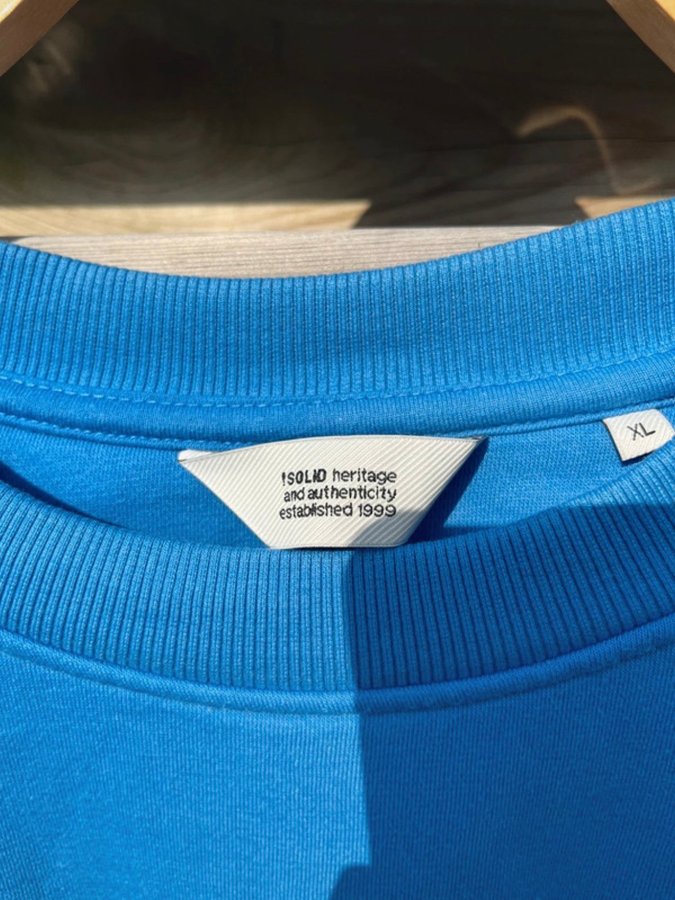 !SOLID heritage
and authenticity
established 1999
XL